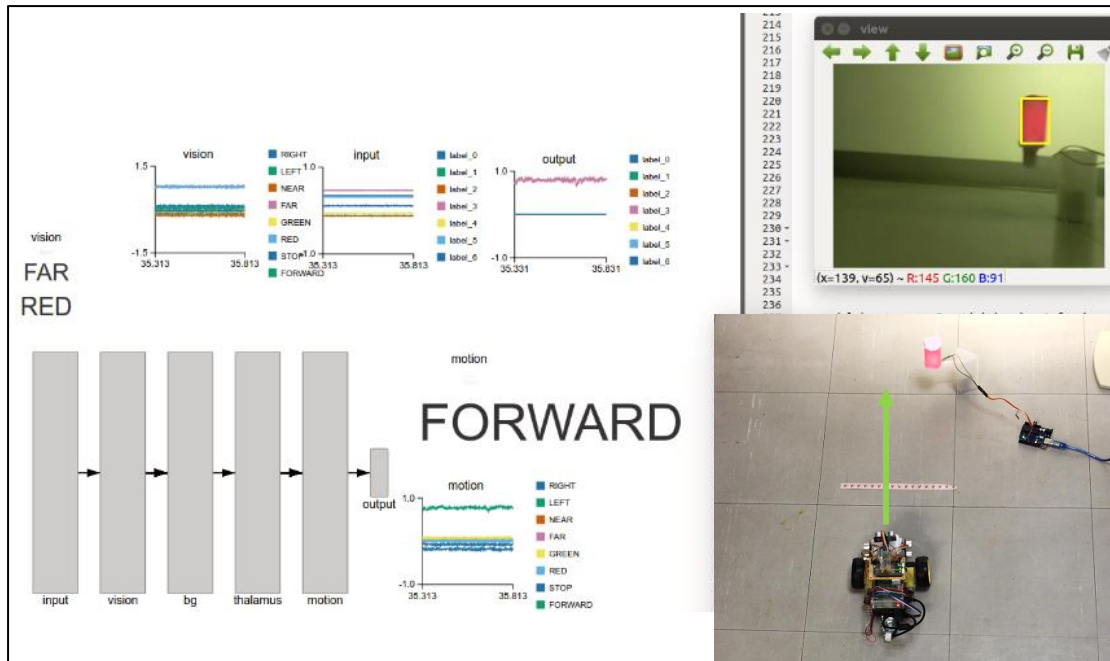 vision
1.5
-1.5
35.313
35.813
RIGHT
LEFT
NEAR
FAR
GREEN
RED
STOP
FORWARD
input
1.0
-1.0
35.313
35.813
label_0
label_1
label_2
label_3
label_4
label_5
label_6
output
1.0
-1.0
35.331
35.831
label_0
label_1
label_2
label_3
label_4
label_5
label_6
214
215
216
217
218
219
220
221
222
223
224
225
226
227
228
229
230
231
232
233
234
235
236
view
(x=139, y=65) ~ R:145 G:160 B:91
vision
FAR
RED
input
vision
bg
thalamus
motion
output
motion
FORWARD
motion
1.0
-1.0
35.313
35.813
RIGHT
LEFT
NEAR
FAR
GREEN
RED
STOP
FORWARD